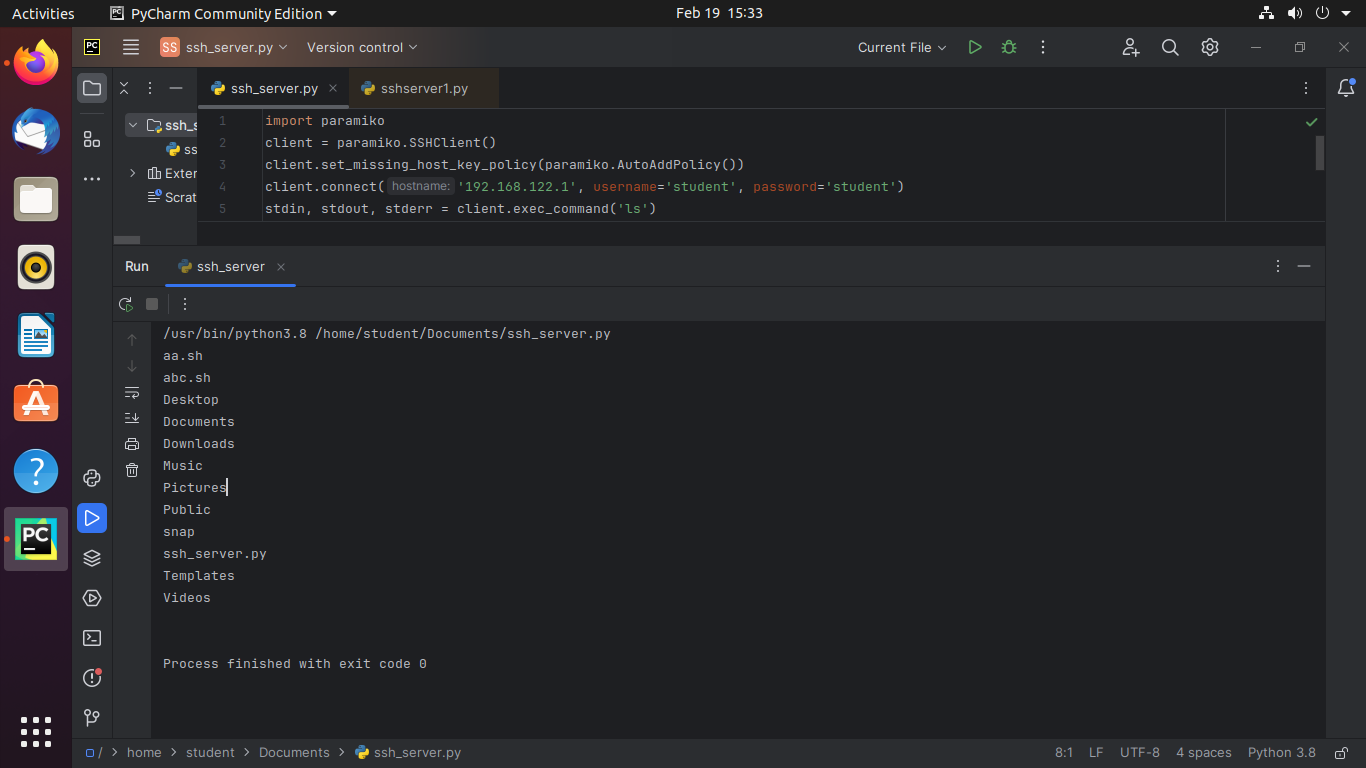 Activities PyCharm Community Edition Feb 19 15:33
PC SS ssh_server.py Version control Current File
ssh_server.py sshserver1.py
ssh_s
ss
Exter
Scrat
1 import paramiko
2 client = paramiko.SSHClient()
3 client.set_missing_host_key_policy(paramiko.AutoAddPolicy())
4 client.connect( hostname: '192.168.122.1', username='student', password='student')
5 stdin, stdout, stderr = client.exec_command('ls')
Run ssh_server
/usr/bin/python3.8 /home/student/Documents/ssh_server.py
aa.sh
abc.sh
Desktop
Documents
Downloads
Music
Pictures
Public
snap
ssh_server.py
Templates
Videos
Process finished with exit code 0
PC
/ home student Documents ssh_server.py 8:1 LF UTF-8 4 spaces Python 3.8